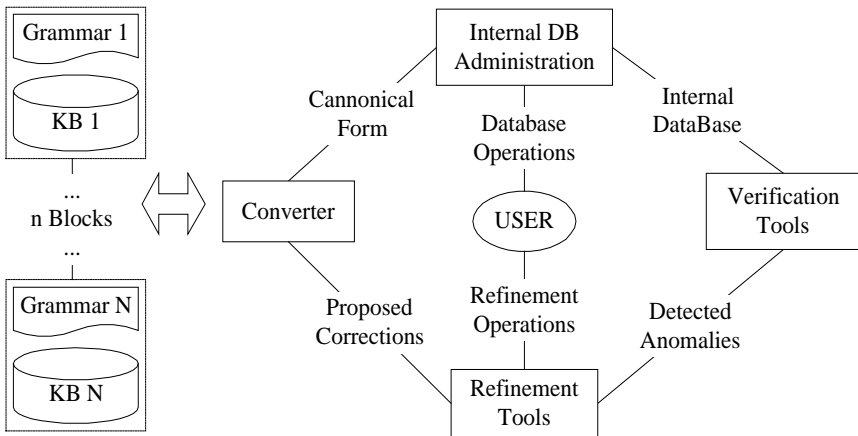 Grammar 1
KB 1
...
n Blocks
...
Grammar N
KB N
Converter
Cannonical
Form
Proposed
Corrections
Internal DB
Administration
Database
Operations
USER
Refinement
Operations
Refinement
Tools
Internal
DataBase
Verification
Tools
Detected
Anomalies